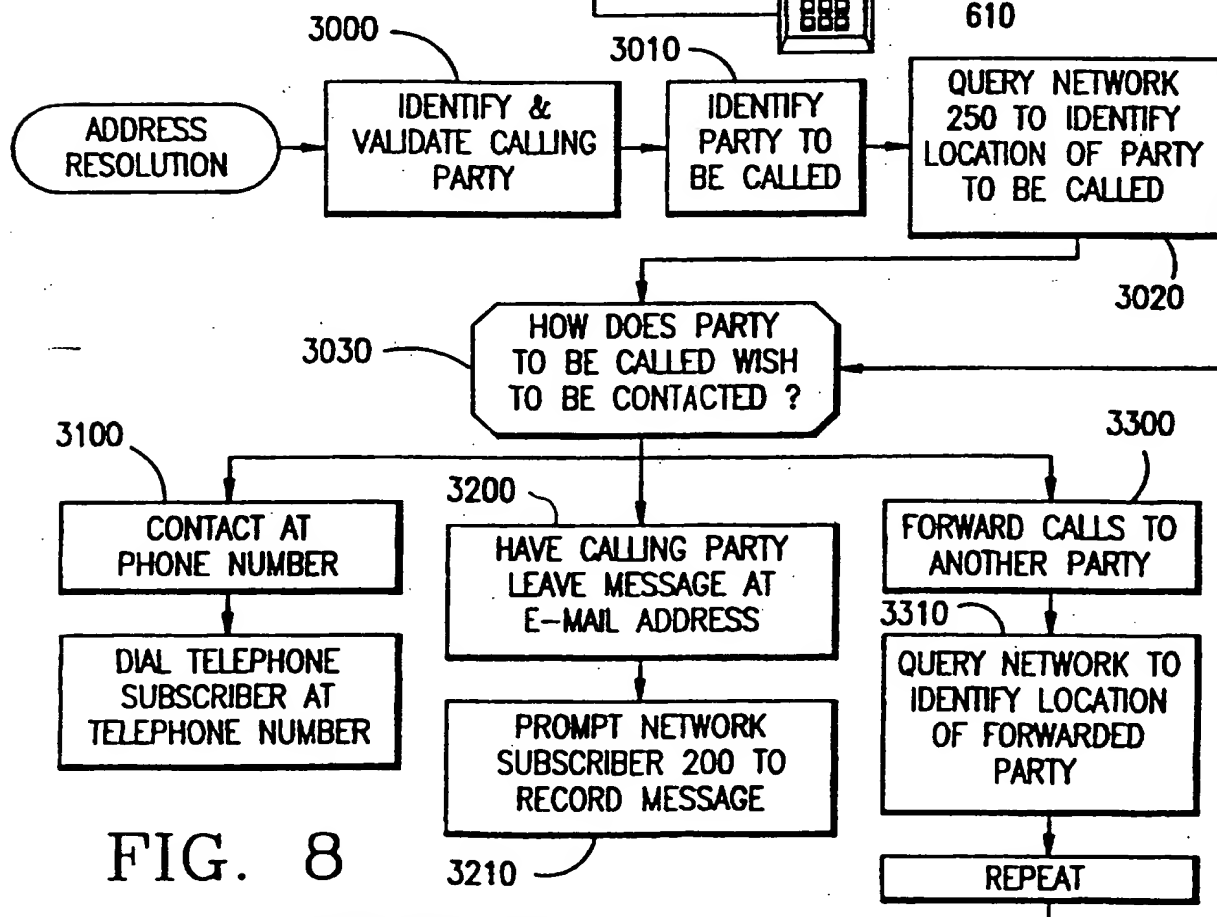 610
3000
3010
ADDRESS
RESOLUTION
IDENTIFY &
VALIDATE CALLING
PARTY
IDENTIFY
PARTY TO
BE CALLED
QUERY NETWORK
250 TO IDENTIFY
LOCATION OF PARTY
TO BE CALLED
3020
3030
HOW DOES PARTY
TO BE CALLED WISH
TO BE CONTACTED ?
3100
CONTACT AT
PHONE NUMBER
DIAL TELEPHONE
SUBSCRIBER AT
TELEPHONE NUMBER
3200
HAVE CALLING PARTY
LEAVE MESSAGE AT
E-MAIL ADDRESS
PROMPT NETWORK
SUBSCRIBER 200 TO
RECORD MESSAGE
3210
3300
FORWARD CALLS TO
ANOTHER PARTY
3310
QUERY NETWORK TO
IDENTIFY LOCATION
OF FORWARDED
PARTY
REPEAT
FIG. 8